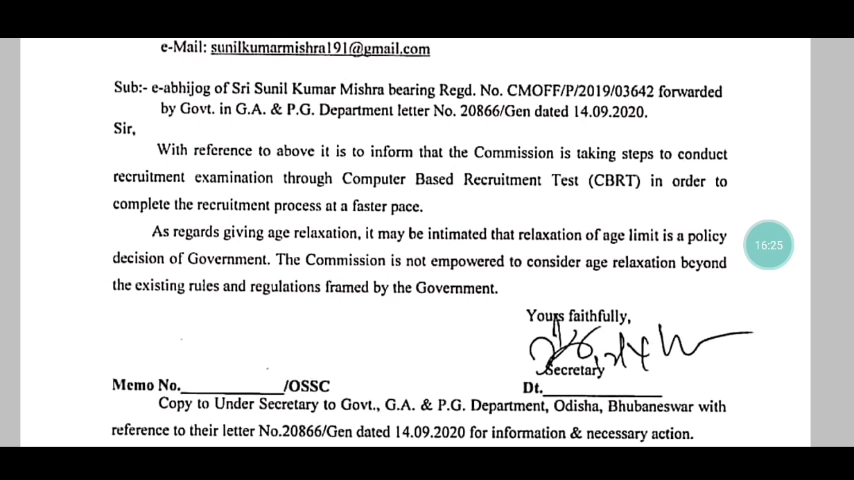 e-Mail: sunilkumarmishra191@gmail.com
Sub:- e-abhijog of Sri Sunil Kumar Mishra bearing Regd. No. CMOFF/P/2019/03642 forwarded
by Govt. in G.A. & P.G. Department letter No. 20866/Gen dated 14.09.2020.
Sir,
With reference to above it is to inform that the Commission is taking steps to conduct
recruitment examination through Computer Based Recruitment Test (CBRT) in order to
complete the recruitment process at a faster pace.
As regards giving age relaxation, it may be intimated that relaxation of age limit is a policy
decision of Government. The Commission is not empowered to consider age relaxation beyond
the existing rules and regulations framed by the Government.
16:25
Yours faithfully,
Secretary
Memo No.____________/OSSC Dt.______________
Copy to Under Secretary to Govt., G.A. & P.G. Department, Odisha, Bhubaneswar with
reference to their letter No.20866/Gen dated 14.09.2020 for information & necessary action.